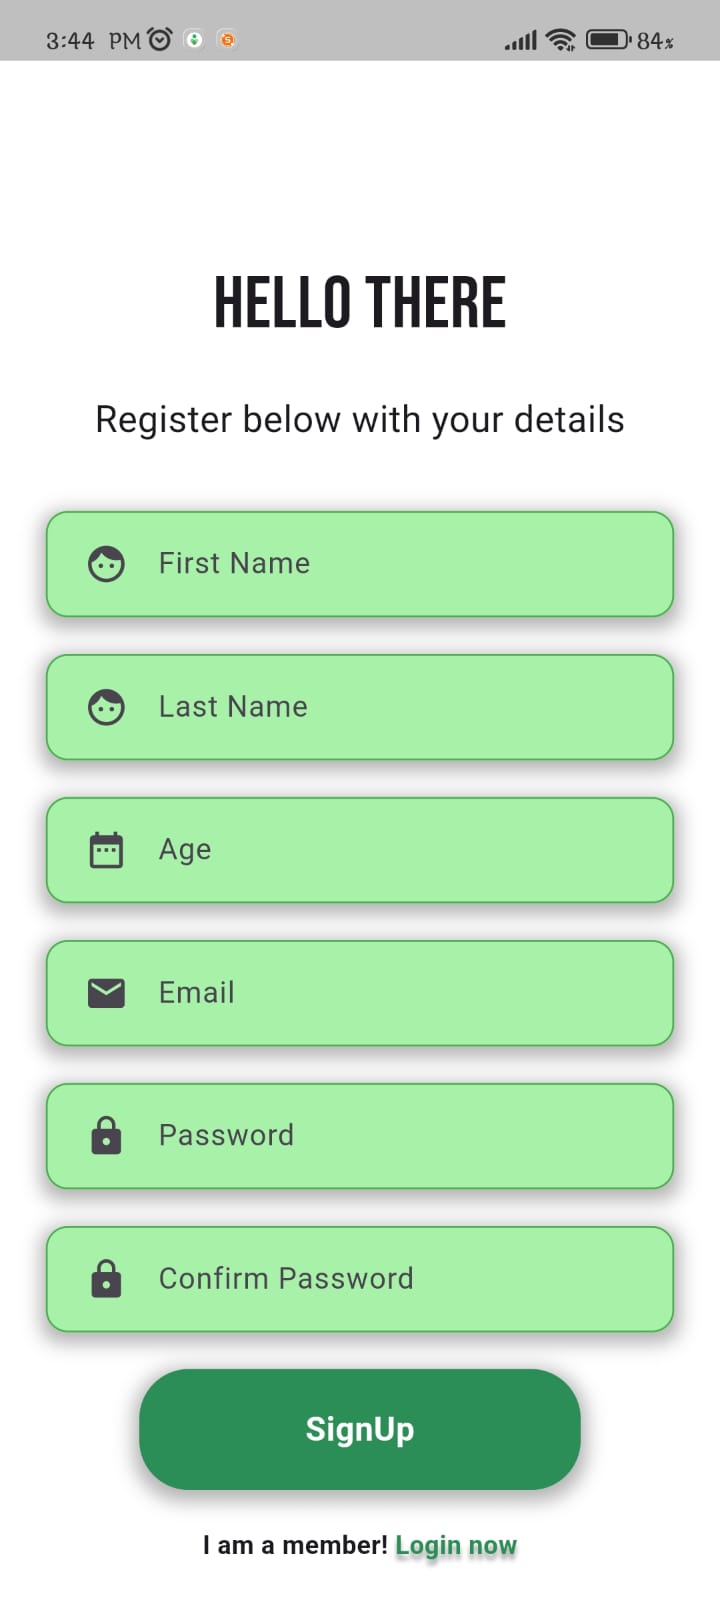 3:44 PM 84%
HELLO THERE
Register below with your details
First Name
Last Name
Age
Email
Password
Confirm Password
SignUp
I am a member! Login now